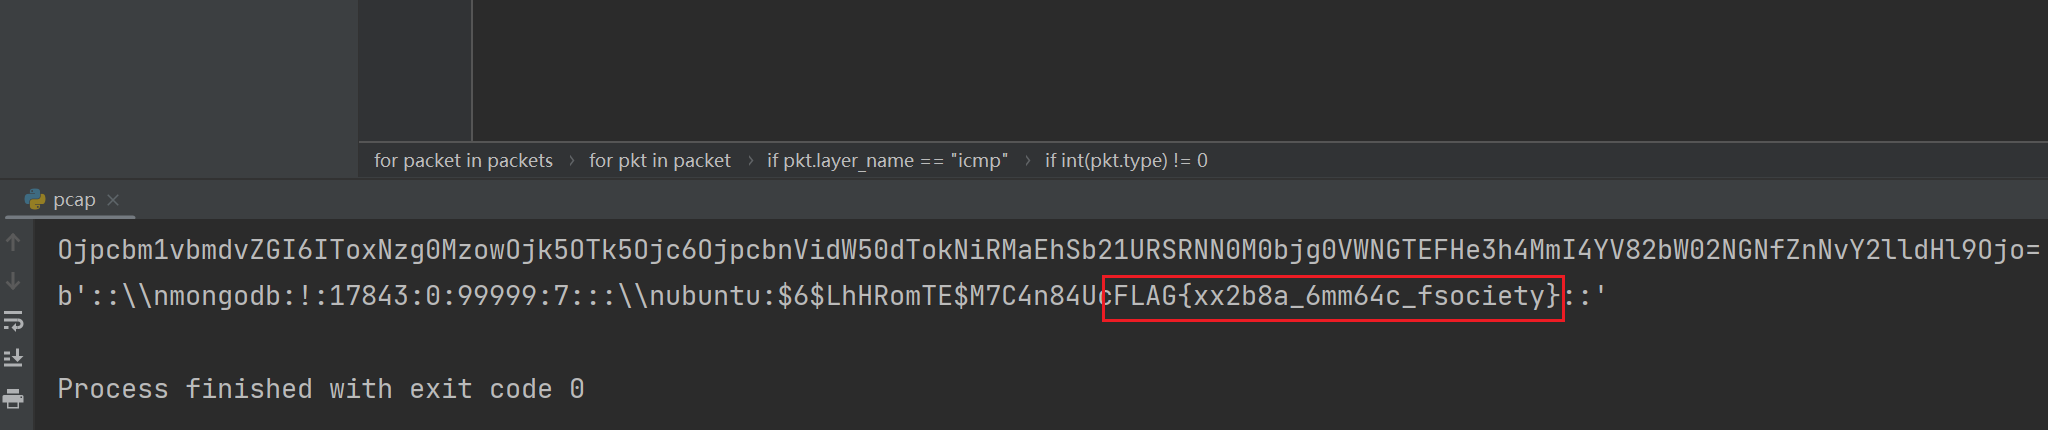 for packet in packets › for pkt in packet › if pkt.layer_name == "icmp" › if int(pkt.type) != 0
pcap ×
Ojpcbm1vbmdvZGI6IToxNzg0MzowOjk5OTk5Ojc6OjpcbnVidW50dTokNiRMaEhSb21URSRNN0M0bjg0VWNGTEFHe3h4MmI4YV82bW02NGNfZnNvY2lldHl9Ojo=
b'::\\nmongodb:!:17843:0:99999:7:::\\nubuntu:$6$LhHRomTE$M7C4n84UcFLAG{xx2b8a_6mm64c_fsociety}::'
Process finished with exit code 0